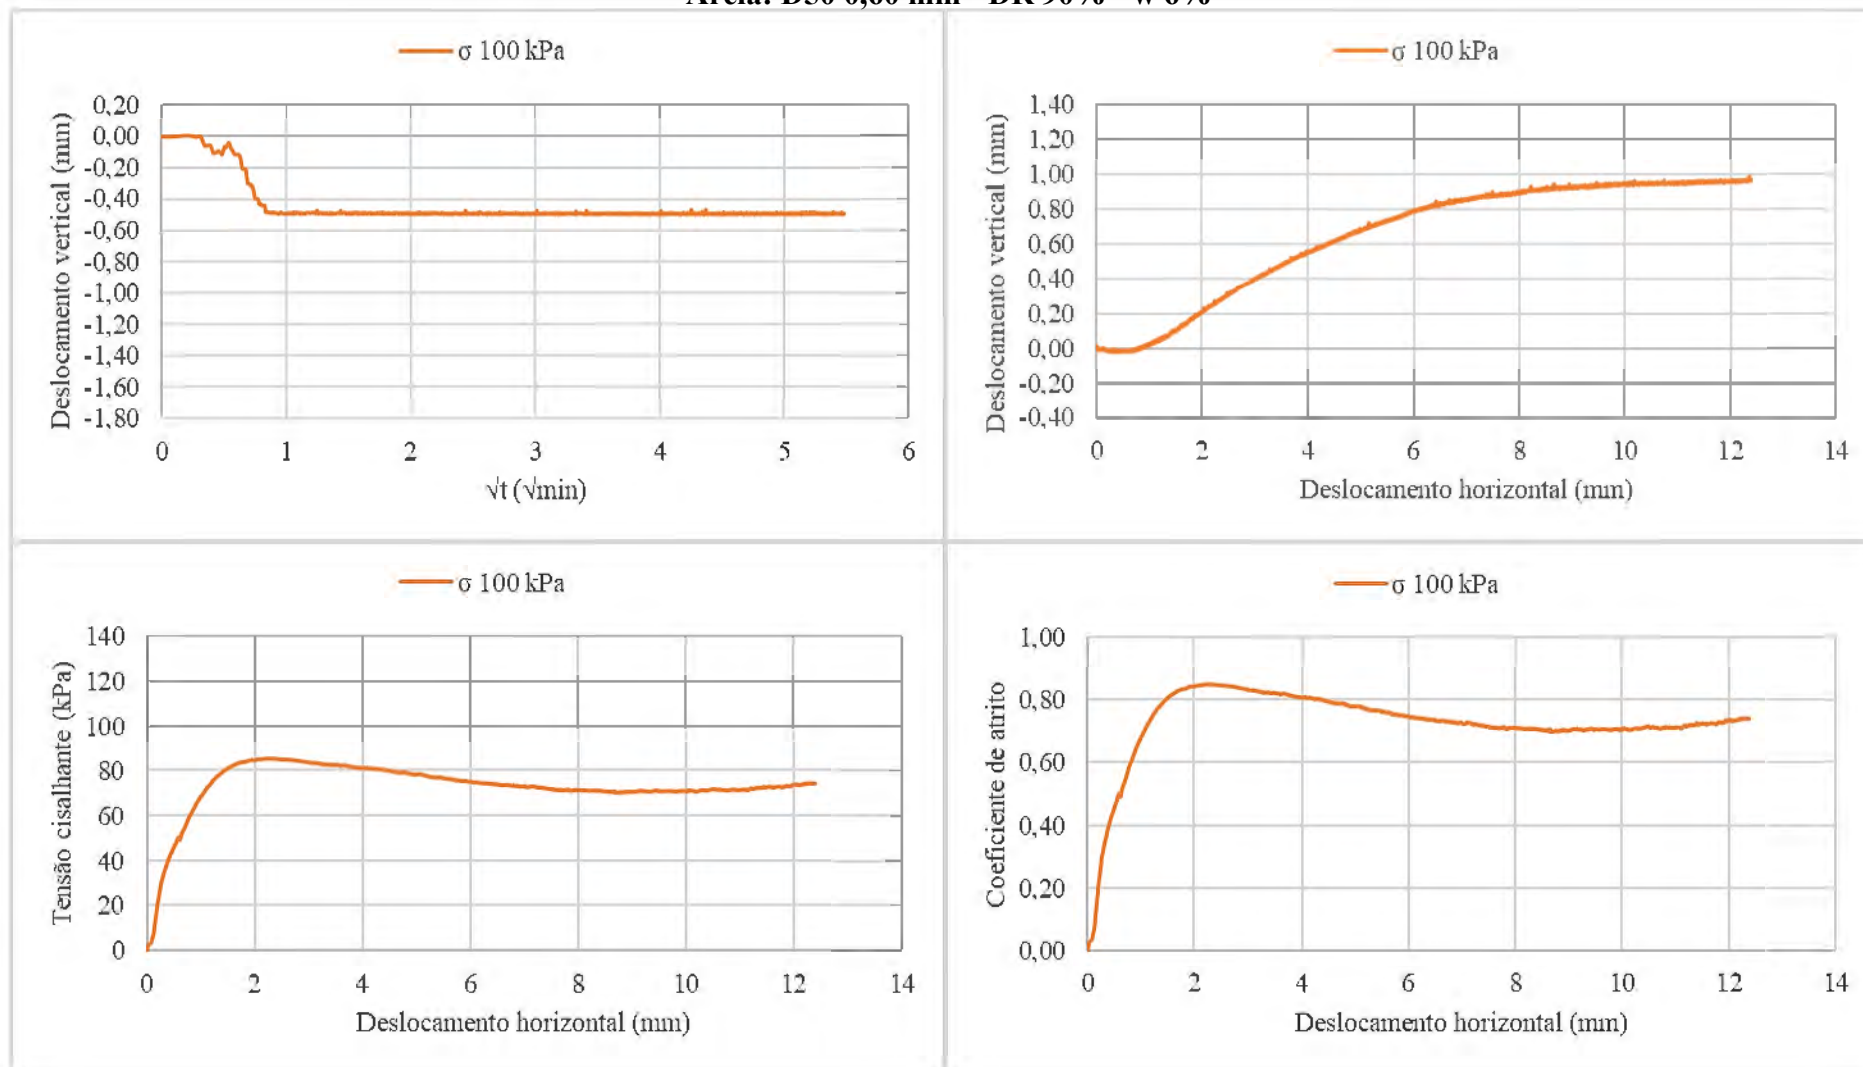 σ 100 kPa
Deslocamento vertical (mm)
0,20
0,00
-0,20
-0,40
-0,60
-0,80
-1,00
-1,20
-1,40
-1,60
-1,80
0 1 2 3 4 5 6
√t (√min)
σ 100 kPa
Deslocamento vertical (mm)
1,40
1,20
1,00
0,80
0,60
0,40
0,20
0,00
-0,20
-0,40
0 2 4 6 8 10 12 14
Deslocamento horizontal (mm)
σ 100 kPa
Tensão cisalhante (kPa)
140
120
100
80
60
40
20
0
0 2 4 6 8 10 12 14
Deslocamento horizontal (mm)
σ 100 kPa
Coeficiente de atrito
1,00
0,80
0,60
0,40
0,20
0,00
0 2 4 6 8 10 12 14
Deslocamento horizontal (mm)